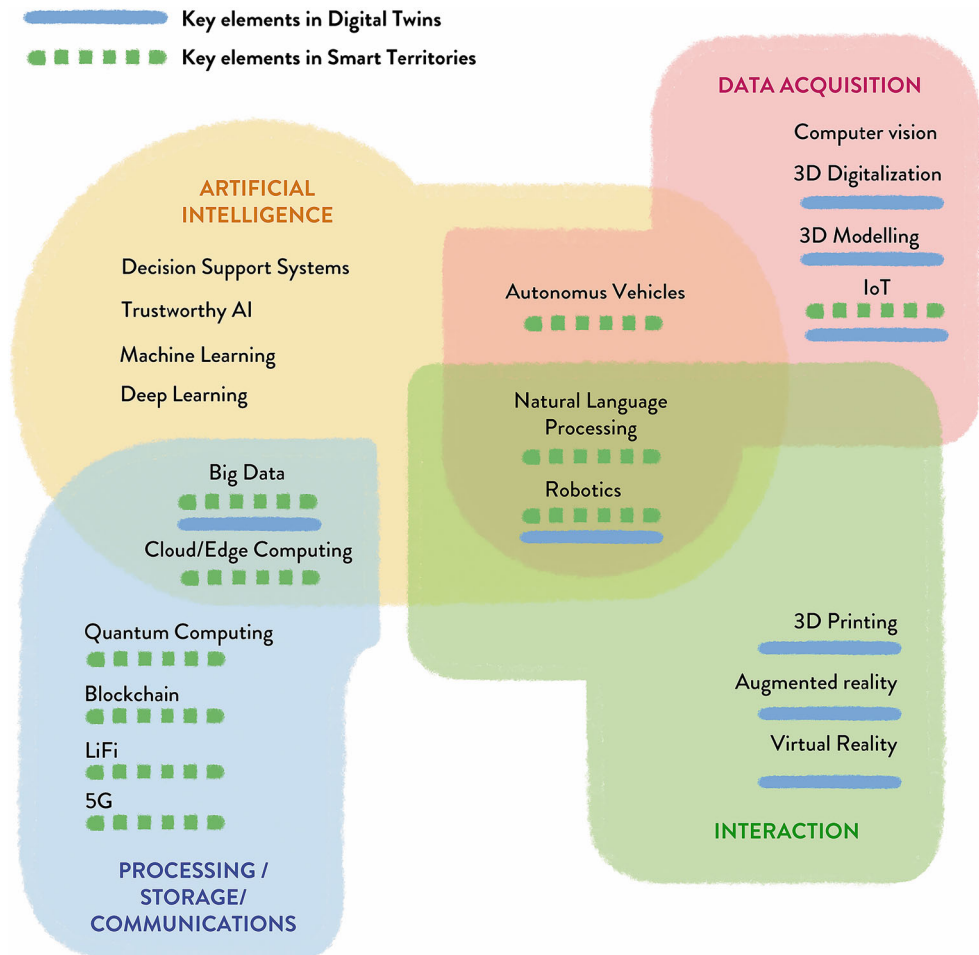 Key elements in Digital Twins
Key elements in Smart Territories
DATA ACQUISITION
Computer vision
3D Digitalization
3D Modelling
IoT
ARTIFICIAL
INTELLIGENCE
Decision Support Systems
Trustworthy AI
Machine Learning
Deep Learning
Autonomus Vehicles
Natural Language
Processing
Robotics
Big Data
Cloud/Edge Computing
Quantum Computing
Blockchain
LiFi
5G
PROCESSING /
STORAGE/
COMMUNICATIONS
3D Printing
Augmented reality
Virtual Reality
INTERACTION